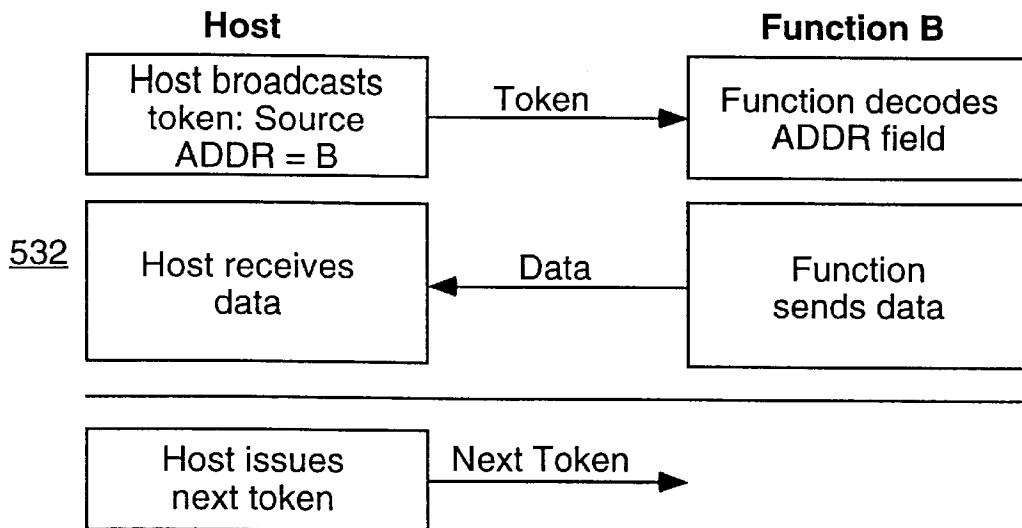 Host
Function B
Host broadcasts
token: Source
ADDR = B
Token
Function decodes
ADDR field
532
Host receives
data
Data
Function
sends data
Host issues
next token
Next Token